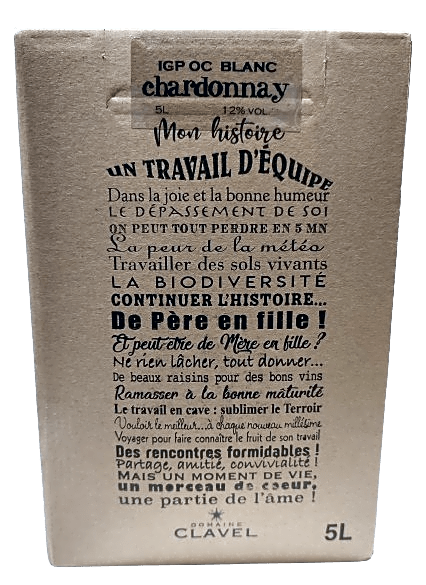 IGP OC BLANC
chardonnay
5L 12% VOL.
Mon histoire
UN TRAVAIL D'ÉQUIPE
Dans la joie et la bonne humeur
LE DÉPASSEMENT DE SOI
ON PEUT TOUT PERDRE EN 5 MN
La peur de la météo
Travailler des sols vivants
LA BIODIVERSITÉ
CONTINUER L'HISTOIRE...
De Père en fille !
Et peut-être de Mère en fille ?
Ne rien lâcher, tout donner...
De beaux raisins pour des bons vins
Ramasser à la bonne maturité
Le travail en cave : sublimer le Terroir
Vouloir le meilleur...à chaque nouveau millésime
Voyager pour faire connaître le fruit de son travail
Des rencontres formidables !
Partage, amitié, convivialité !
MAIS UN MOMENT DE VIE,
un morceau de coeur,
une partie de l'âme !
DOMAINE
CLAVEL
5L